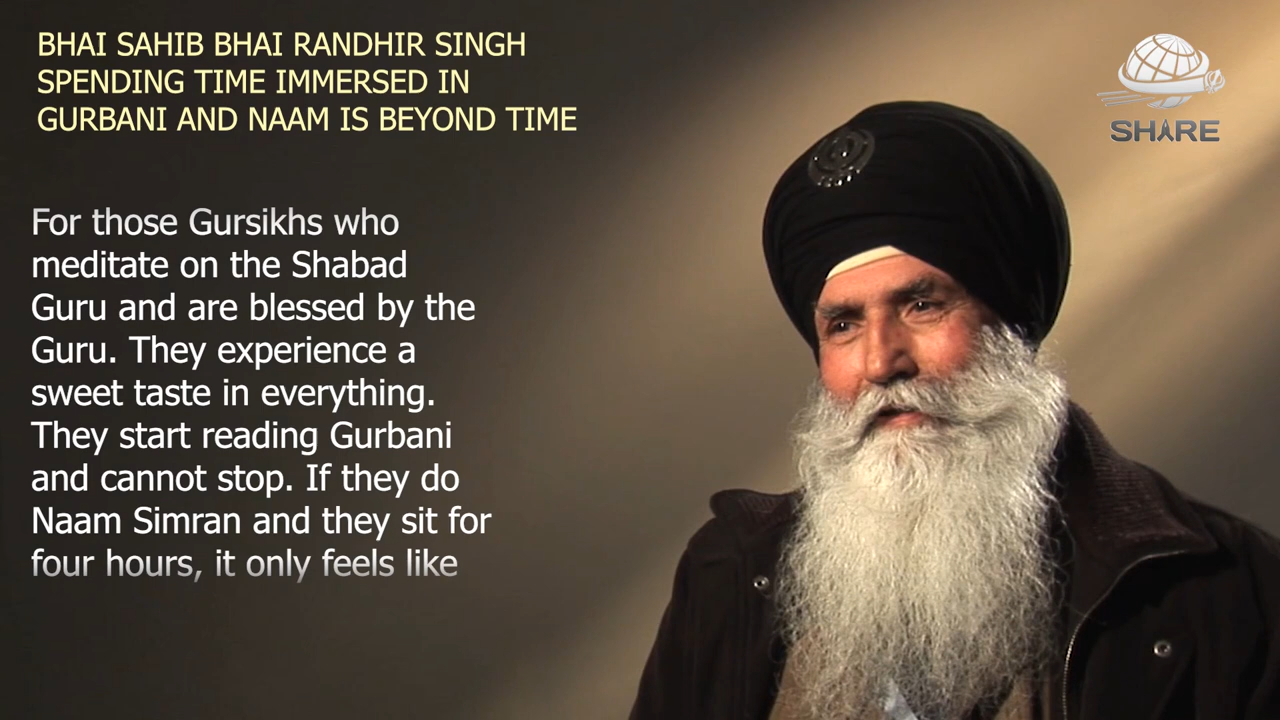 BHAI SAHIB BHAI RANDHIR SINGH
SPENDING TIME IMMERSED IN
GURBANI AND NAAM IS BEYOND TIME
SHARE
For those Gursikhs who
meditate on the Shabad
Guru and are blessed by the
Guru. They experience a
sweet taste in everything.
They start reading Gurbani
and cannot stop. If they do
Naam Simran and they sit for
four hours, it only feels like